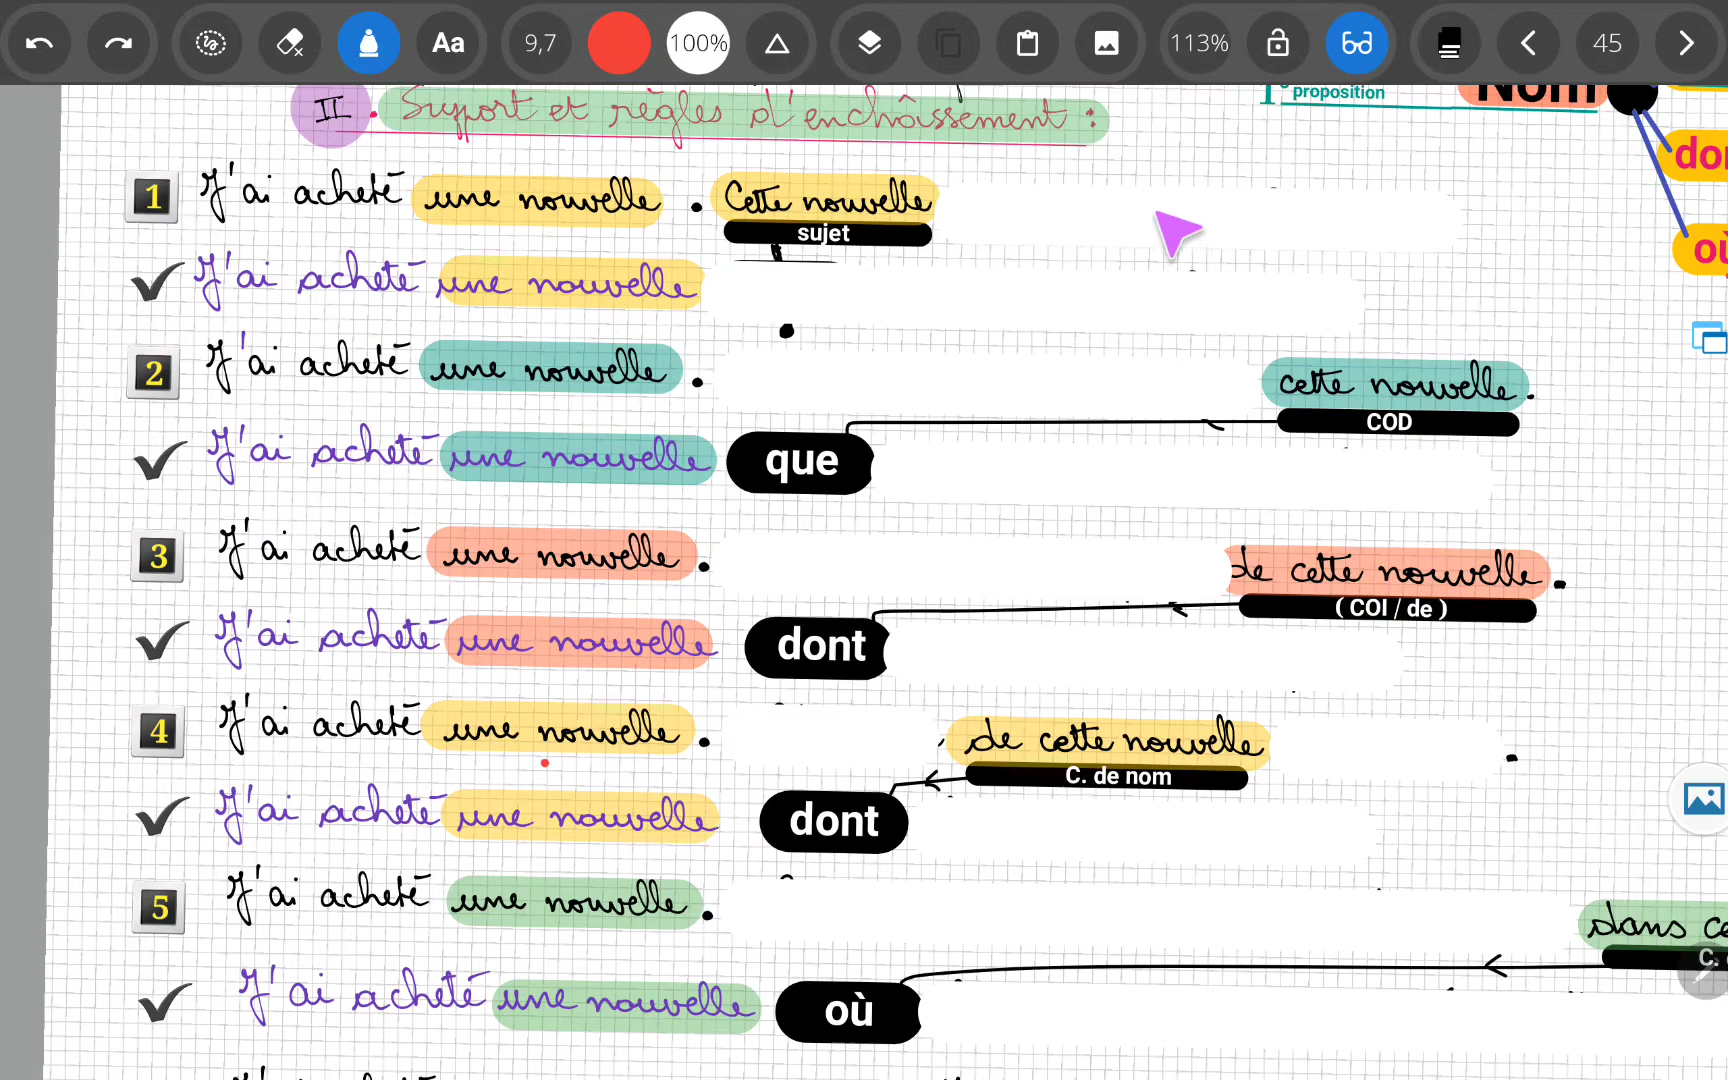 9,7 100% 113% 45
Aa
proposition Nom
II. Suport et règles d'enchâssement :
don
où
1 J'ai acheté une nouvelle . Cette nouvelle
sujet
J'ai acheté une nouvelle
2 J'ai acheté une nouvelle . cette nouvelle.
COD
J'ai acheté une nouvelle que
3 J'ai acheté une nouvelle . de cette nouvelle.
( COI / de )
J'ai acheté une nouvelle dont
4 J'ai acheté une nouvelle . de cette nouvelle .
C. de nom
J'ai acheté une nouvelle dont
5 J'ai acheté une nouvelle . dans ce
C.
J'ai acheté une nouvelle où